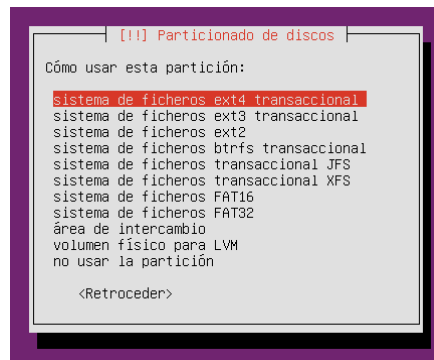 [!!] Particionado de discos
Cómo usar esta partición:
sistema de ficheros ext4 transaccional
sistema de ficheros ext3 transaccional
sistema de ficheros ext2
sistema de ficheros btrfs transaccional
sistema de ficheros transaccional JFS
sistema de ficheros transaccional XFS
sistema de ficheros FAT16
sistema de ficheros FAT32
área de intercambio
volumen físico para LVM
no usar la partición
<Retroceder>